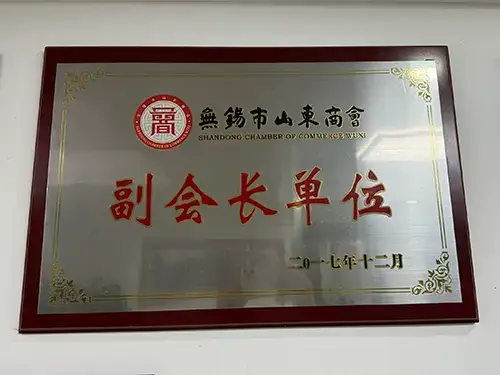 無錫市山東商會
SHANDONG CHAMBER OF COMMERCE WUXI
副会长单位
二0一七年十二月